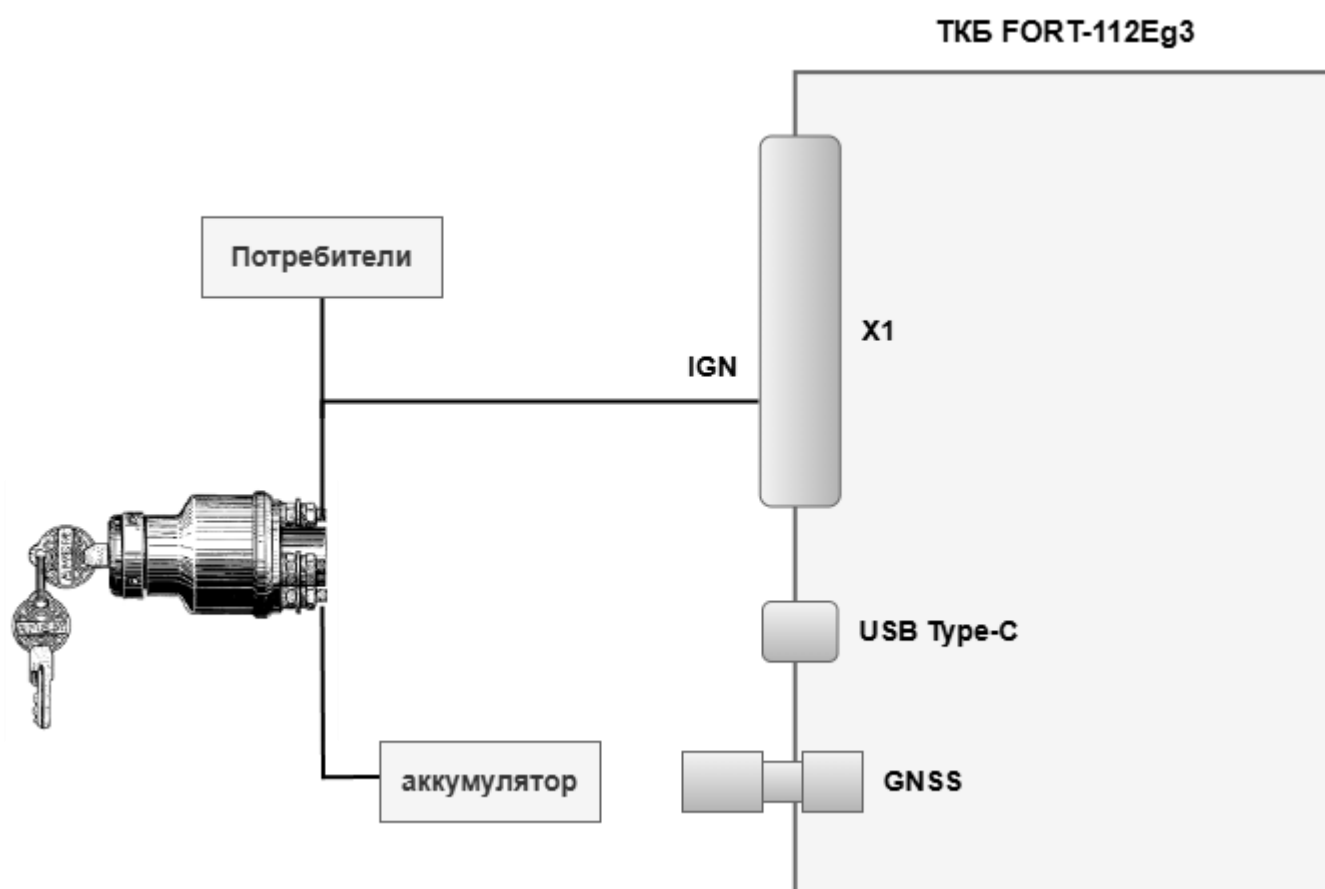 ТКБ FORT-112Eg3
Потребители
X1
IGN
USB Type-C
аккумулятор
GNSS